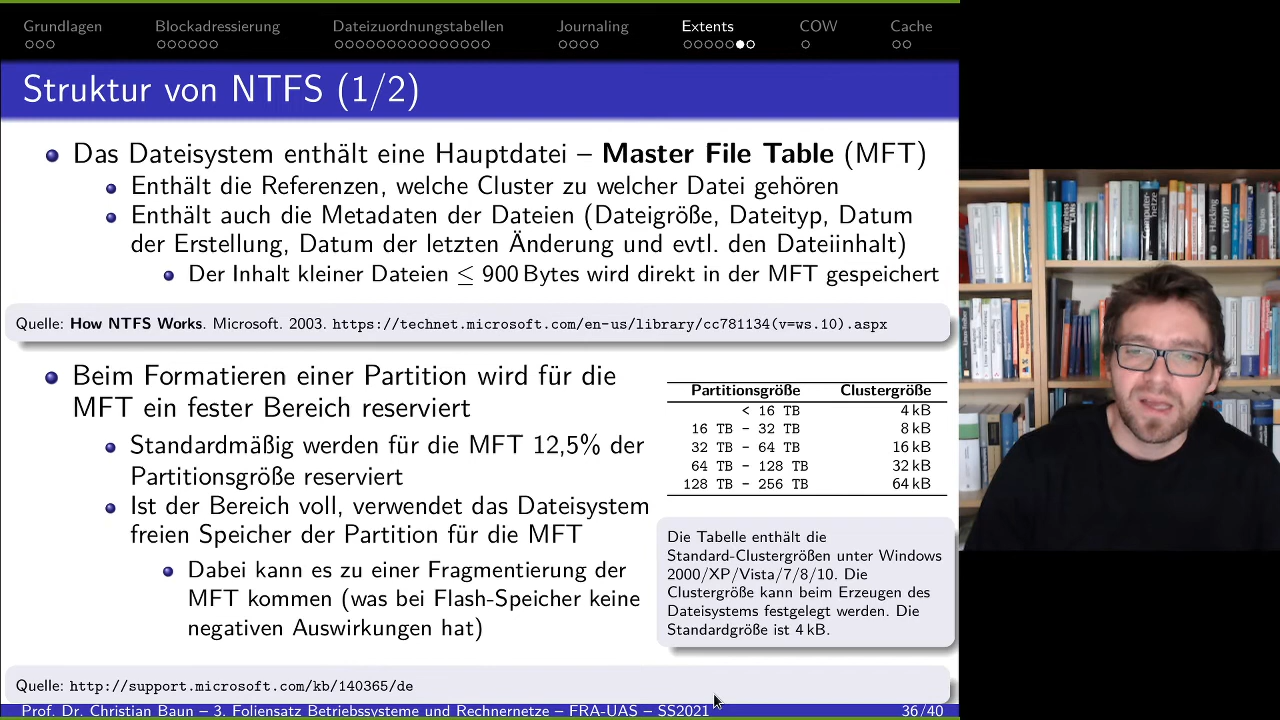 Grundlagen Blockadressierung Dateizuordnungstabellen Journaling Extents COW Cache
Struktur von NTFS (1/2)
Das Dateisystem enthält eine Hauptdatei – Master File Table (MFT)
Enthält die Referenzen, welche Cluster zu welcher Datei gehören
Enthält auch die Metadaten der Dateien (Dateigröße, Dateityp, Datum
der Erstellung, Datum der letzten Änderung und evtl. den Dateiinhalt)
Der Inhalt kleiner Dateien ≤ 900 Bytes wird direkt in der MFT gespeichert
Quelle: How NTFS Works. Microsoft. 2003. https://technet.microsoft.com/en-us/library/cc781134(v=ws.10).aspx
Beim Formatieren einer Partition wird für die
MFT ein fester Bereich reserviert
Standardmäßig werden für die MFT 12,5% der
Partitionsgröße reserviert
Ist der Bereich voll, verwendet das Dateisystem
freien Speicher der Partition für die MFT
Dabei kann es zu einer Fragmentierung der
MFT kommen (was bei Flash-Speicher keine
negativen Auswirkungen hat)
Partitionsgröße Clustergröße
< 16 TB 4 kB
16 TB - 32 TB 8 kB
32 TB - 64 TB 16 kB
64 TB - 128 TB 32 kB
128 TB - 256 TB 64 kB
Die Tabelle enthält die
Standard-Clustergrößen unter Windows
2000/XP/Vista/7/8/10. Die
Clustergröße kann beim Erzeugen des
Dateisystems festgelegt werden. Die
Standardgröße ist 4 kB.
Quelle: http://support.microsoft.com/kb/140365/de
Prof. Dr. Christian Baun – 3. Foliensatz Betriebssysteme und Rechnernetze – FRA-UAS – SS2021 36/40
Wireless LANs
Computer-netze
Hacking
TCP/IP